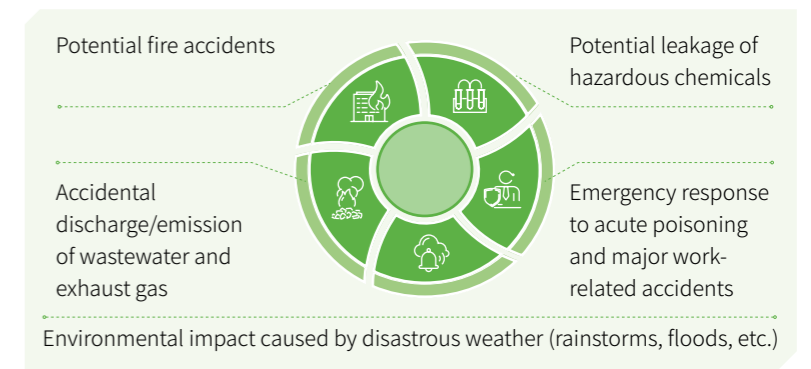 Potential fire accidents
Potential leakage of
hazardous chemicals
Accidental
discharge/emission
of wastewater and
exhaust gas
Emergency response
to acute poisoning
and major work-
related accidents
Environmental impact caused by disastrous weather (rainstorms, floods, etc.)